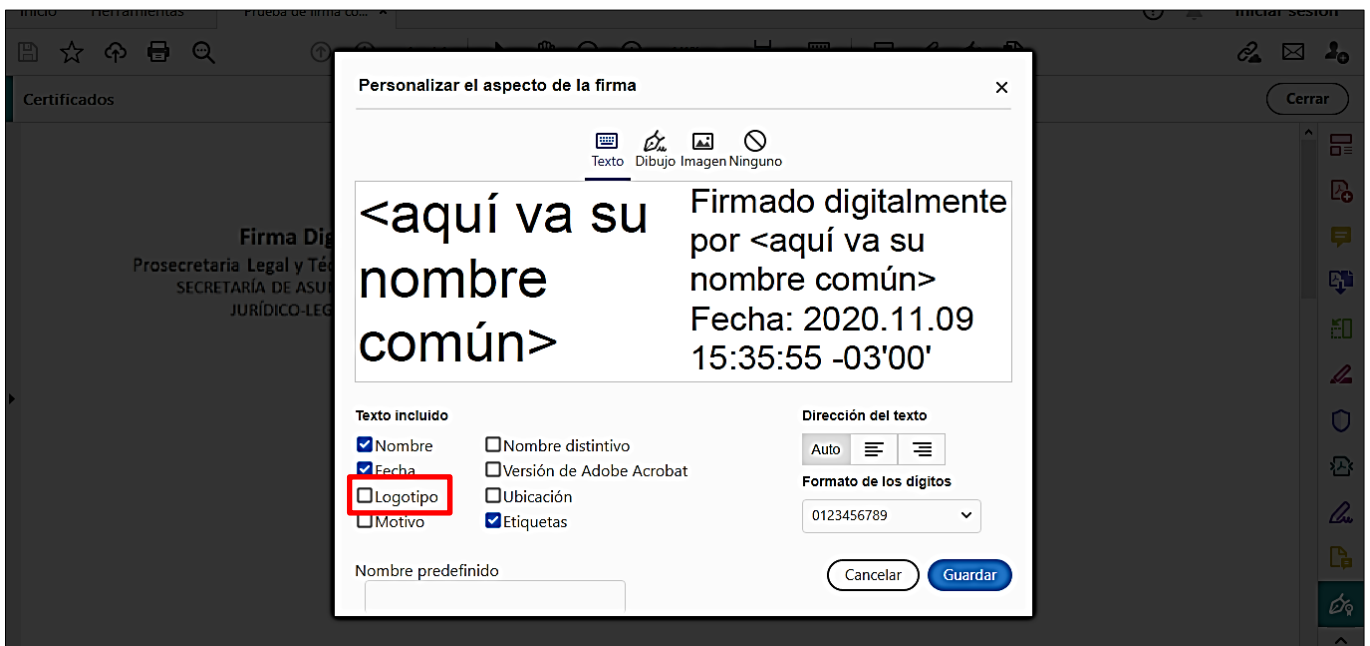 Inicio Herramientas Prueba de firma co... ×
Iniciar sesión
Certificados
Cerrar
Firma Dig
Prosecretaria Legal y Téc
SECRETARÍA DE ASU
JURÍDICO-LEG
Personalizar el aspecto de la firma
Texto Dibujo Imagen Ninguno
<aquí va su
nombre
común>
Firmado digitalmente
por <aquí va su
nombre común>
Fecha: 2020.11.09
15:35:55 -03'00'
Texto incluido
Nombre
Fecha
Logotipo
Motivo
Nombre distintivo
Versión de Adobe Acrobat
Ubicación
Etiquetas
Dirección del texto
Auto
Formato de los dígitos
0123456789
Nombre predefinido
Cancelar
Guardar